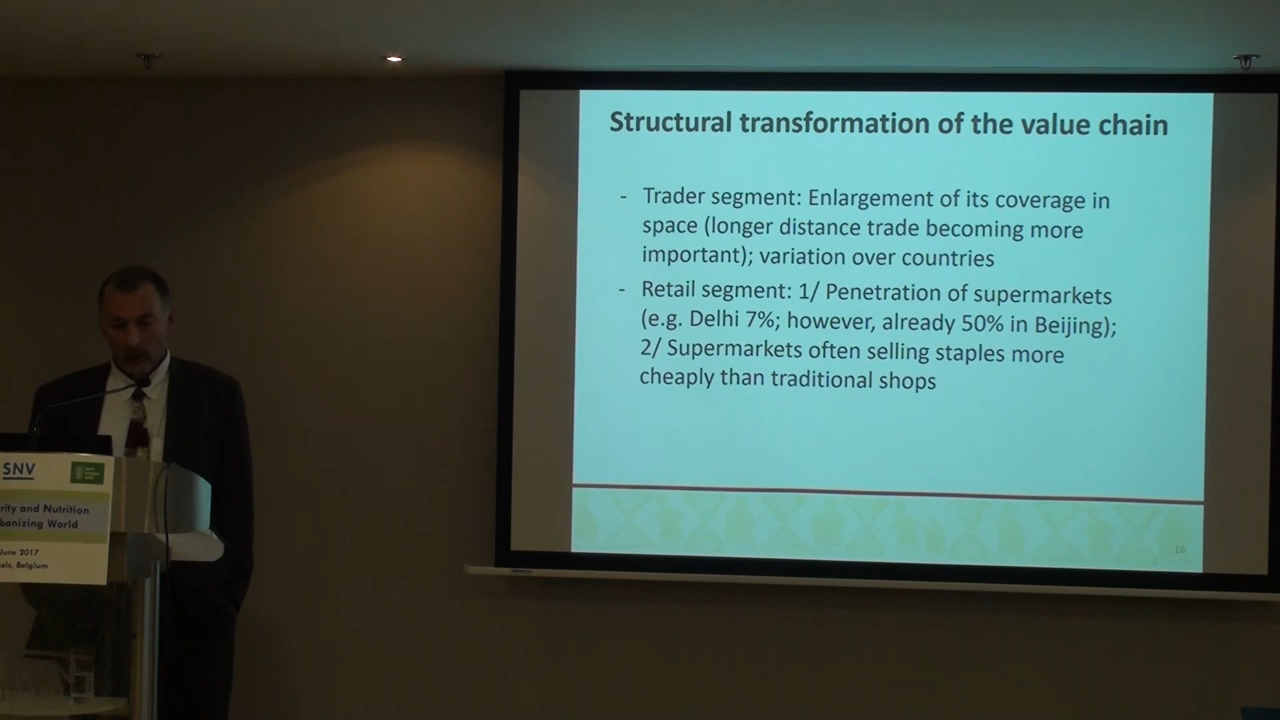 Structural transformation of the value chain
- Trader segment: Enlargement of its coverage in
space (longer distance trade becoming more
important); variation over countries
- Retail segment: 1/ Penetration of supermarkets
(e.g. Delhi 7%; however, already 50% in Beijing);
2/ Supermarkets often selling staples more
cheaply than traditional shops
16
SNV
rity and Nutrition
banizing World
June 2017
els, Belgium